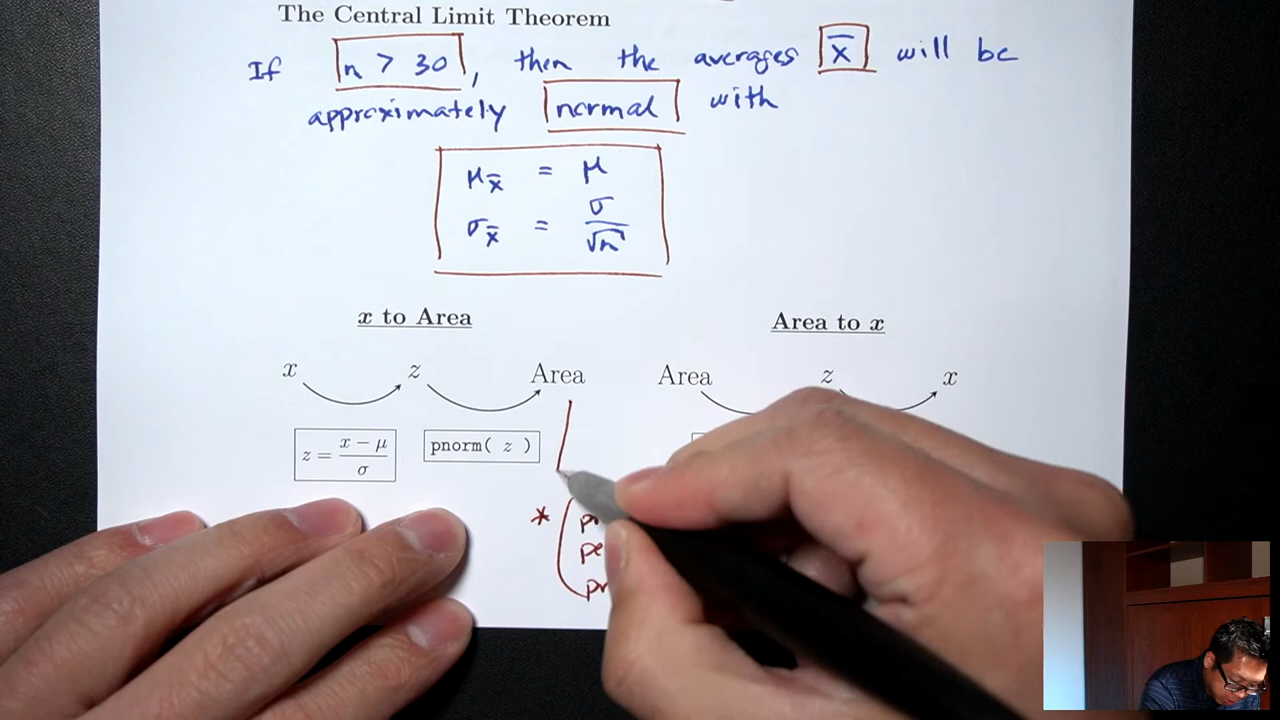 The Central Limit Theorem
If n > 30, then the averages x̅ will be
approximately normal with
μx̅ = μ
σx̅ = σ/√n
x to Area
Area to x
x z Area
Area z x
z = (x − μ)/σ
pnorm( z )
*